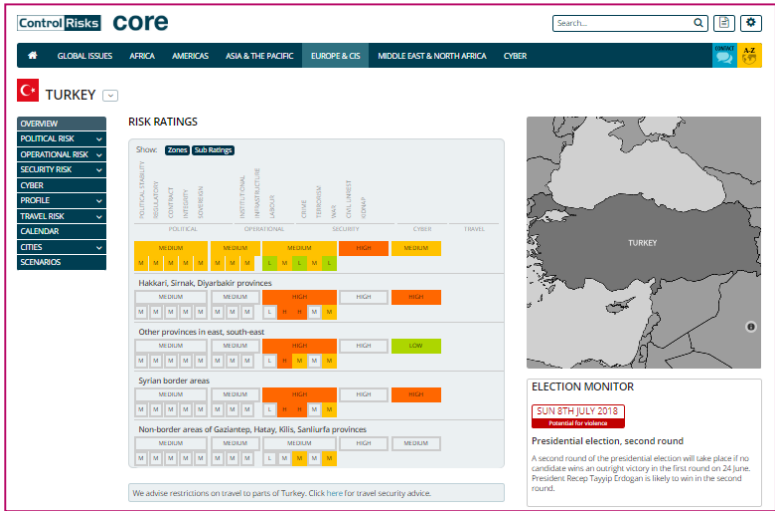 Control Risks core
Search...
GLOBAL ISSUES AFRICA AMERICAS ASIA & THE PACIFIC EUROPE & CIS MIDDLE EAST & NORTH AFRICA CYBER
CONTACT A-Z
TURKEY
OVERVIEW
POLITICAL RISK
OPERATIONAL RISK
SECURITY RISK
CYBER
PROFILE
TRAVEL RISK
CALENDAR
CITIES
SCENARIOS
RISK RATINGS
Show: Zones Sub Ratings
POLITICAL STABILITY
REGULATORY
CONTRACT
INTEGRITY
SOVEREIGN
INSTITUTIONAL
INFRASTRUCTURE
LABOUR
CRIME
TERRORISM
WAR
CIVIL UNREST
KIDNAP
POLITICAL OPERATIONAL SECURITY CYBER TRAVEL
MEDIUM MEDIUM MEDIUM HIGH MEDIUM
M M M M M M M M L M L M L
Hakkari, Sirnak, Diyarbakir provinces
MEDIUM MEDIUM HIGH HIGH HIGH
M M M M M M M M L H H M M
Other provinces in east, south-east
MEDIUM MEDIUM HIGH HIGH LOW
M M M M M M M M L H M M M
Syrian border areas
MEDIUM MEDIUM HIGH HIGH HIGH
M M M M M M M M L H H M M
Non-border areas of Gaziantep, Hatay, Kilis, Sanliurfa provinces
MEDIUM MEDIUM MEDIUM HIGH MEDIUM
M M M M M M M M L M M M M
We advise restrictions on travel to parts of Turkey. Click here for travel security advice.
TURKEY
ELECTION MONITOR
SUN 8TH JULY 2018
Potential for violence
Presidential election, second round
A second round of the presidential election will take place if no
candidate wins an outright victory in the first round on 24 June.
President Recep Tayyip Erdogan is likely to win in the second
round.